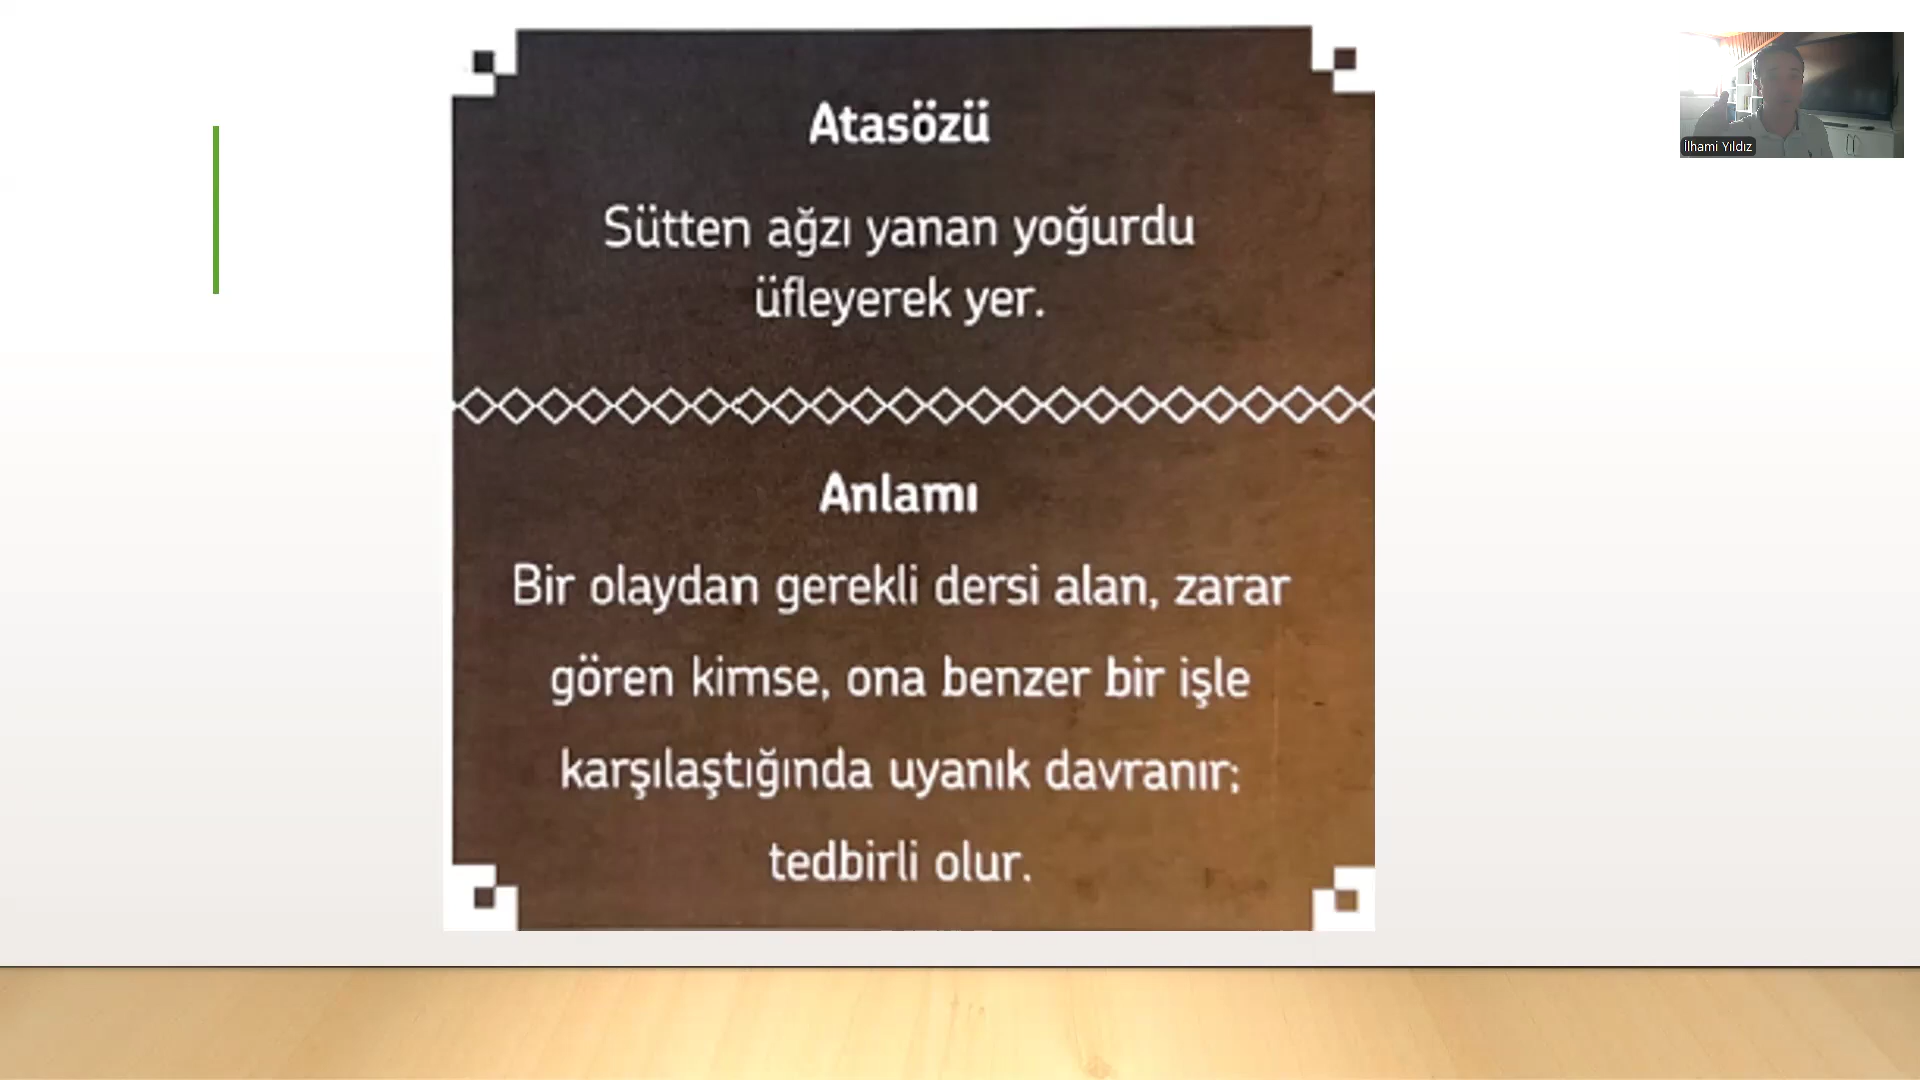 Atasözü
Sütten ağzı yanan yoğurdu
üfleyerek yer.
Anlamı
Bir olaydan gerekli dersi alan, zarar
gören kimse, ona benzer bir işle
karşılaştığında uyanık davranır;
tedbirli olur.
İlhami Yıldız